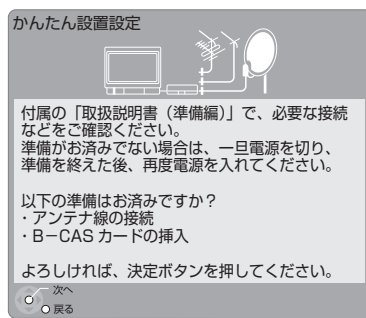 かんたん設置設定
付属の「取扱説明書（準備編）」で、必要な接続
などをご確認ください。
準備がお済みでない場合は、一旦電源を切り、
準備を終えた後、再度電源を入れてください。
以下の準備はお済みですか？
・アンテナ線の接続
・B－CAS カードの挿入
よろしければ、決定ボタンを押してください。
次へ
戻る